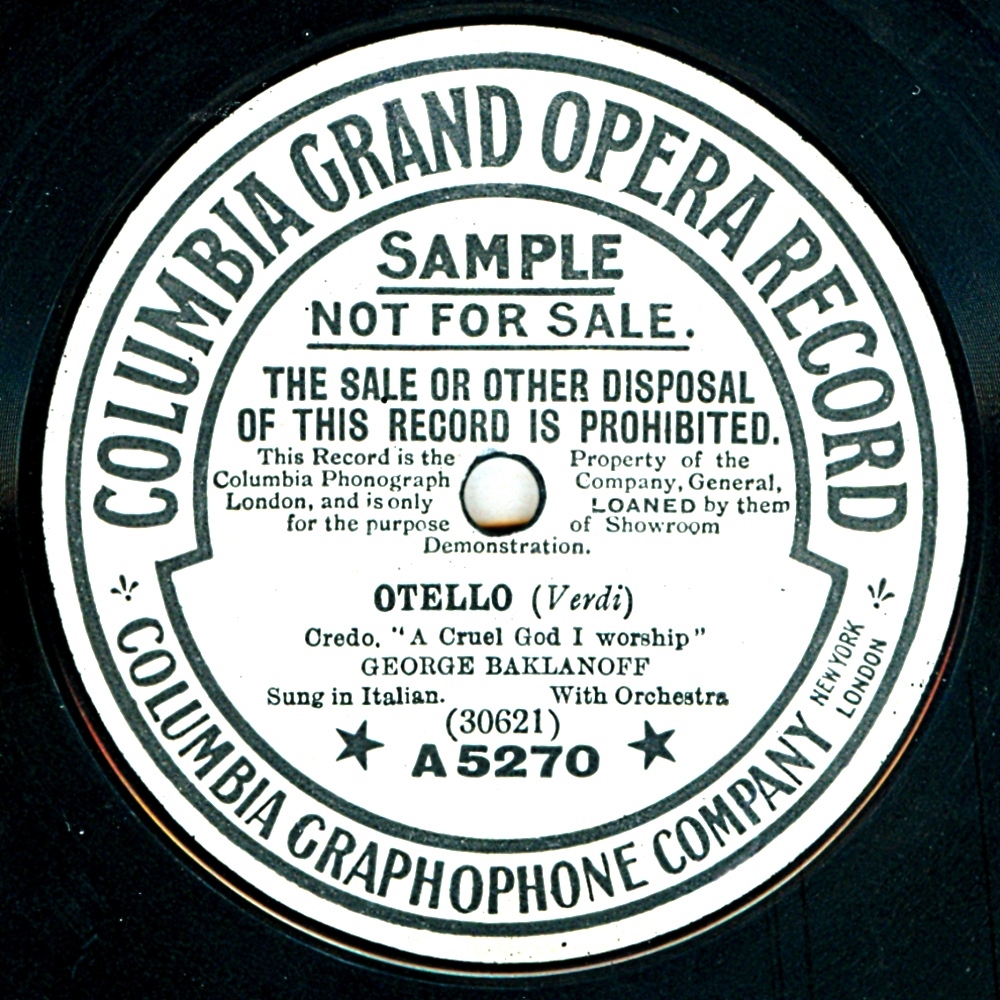 COLUMBIA GRAND OPERA RECORD
SAMPLE
NOT FOR SALE.
THE SALE OR OTHER DISPOSAL
OF THIS RECORD IS PROHIBITED.
This Record is the Property of the
Columbia Phonograph Company, General,
London, and is only LOANED by them
for the purpose of Showroom
Demonstration.
OTELLO (Verdi)
Credo. "A Cruel God I worship"
GEORGE BAKLANOFF
Sung in Italian. With Orchestra
(30621)
★ A5270 ★
COLUMBIA GRAPHOPHONE COMPANY
NEW YORK
LONDON